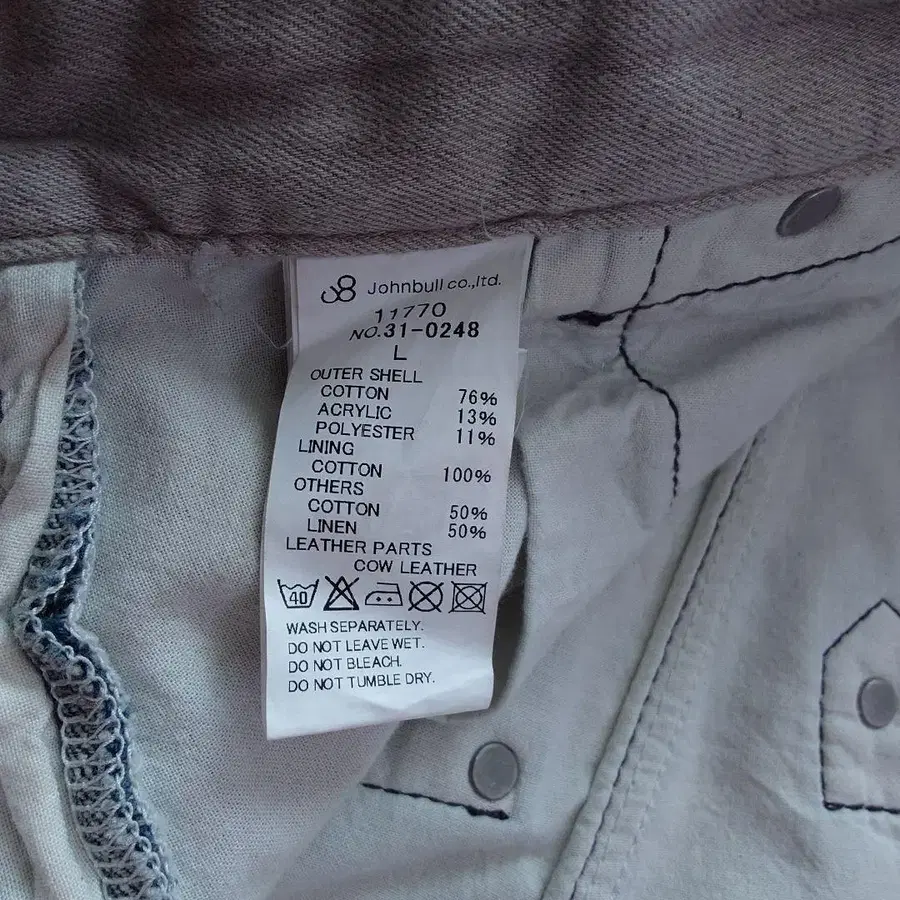 Johnbull co.,ltd.
11770
NO.31-0248
L
OUTER SHELL
COTTON 76%
ACRYLIC 13%
POLYESTER 11%
LINING
COTTON 100%
OTHERS
COTTON 50%
LINEN 50%
LEATHER PARTS
COW LEATHER
40
WASH SEPARATELY.
DO NOT LEAVE WET.
DO NOT BLEACH.
DO NOT TUMBLE DRY.